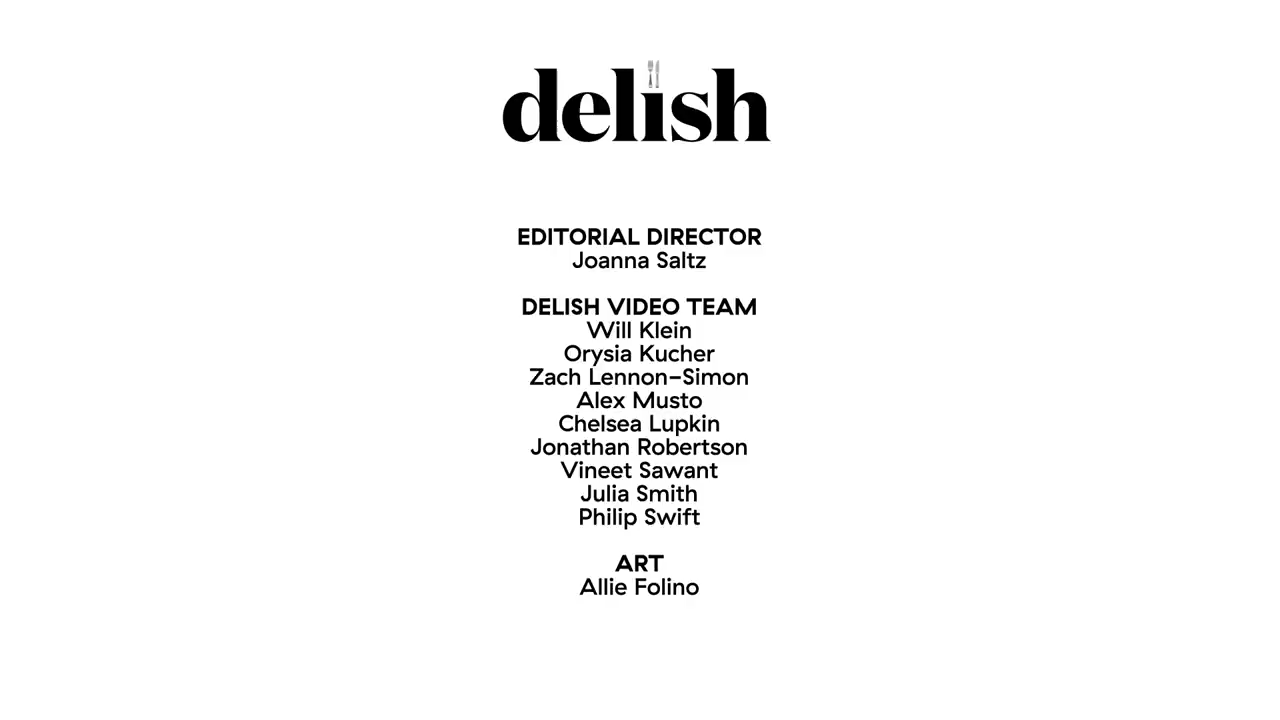 delish
EDITORIAL DIRECTOR
Joanna Saltz
DELISH VIDEO TEAM
Will Klein
Orysia Kucher
Zach Lennon-Simon
Alex Musto
Chelsea Lupkin
Jonathan Robertson
Vineet Sawant
Julia Smith
Philip Swift
ART
Allie Folino